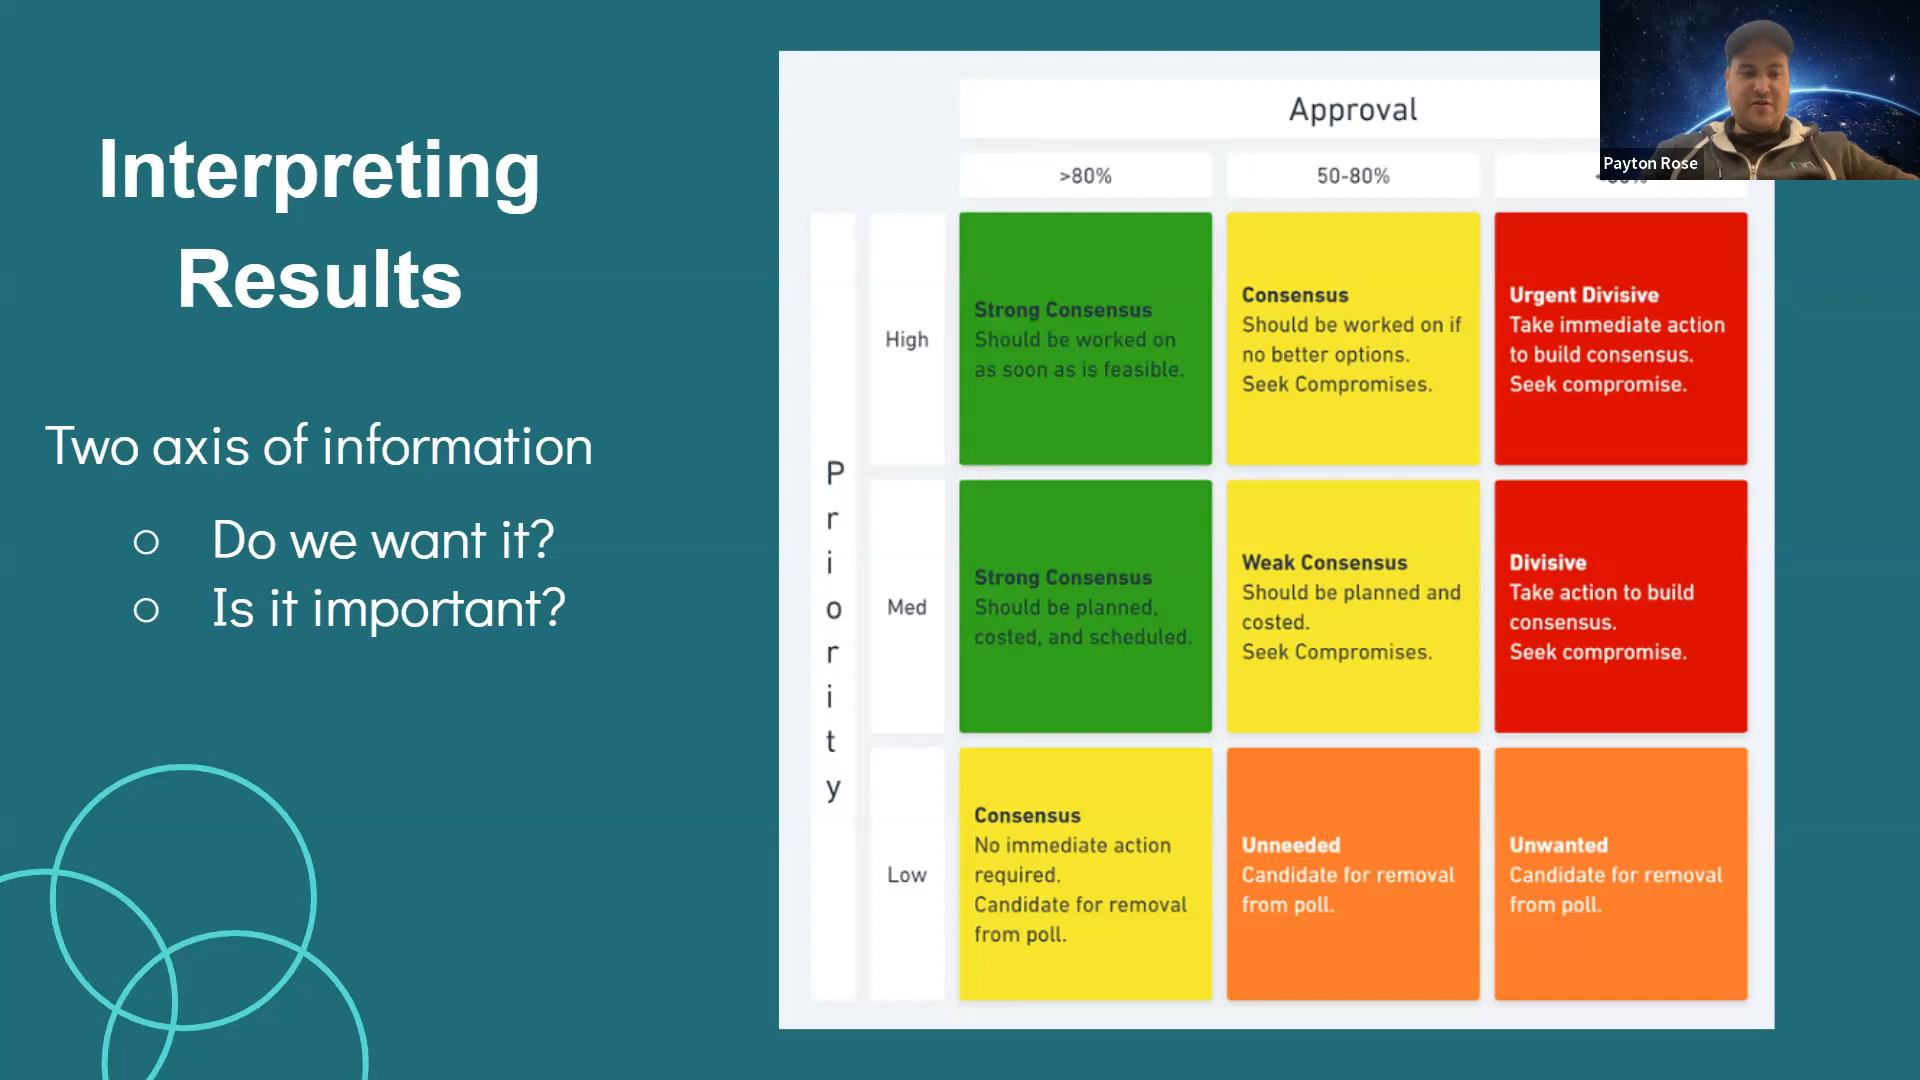 Interpreting
Results
Two axis of information
Do we want it?
Is it important?
Approval
>80%
50-80%
Priority
High
Strong Consensus
Should be worked on
as soon as is feasible.
Consensus
Should be worked on if
no better options.
Seek Compromises.
Urgent Divisive
Take immediate action
to build consensus.
Seek compromise.
Med
Strong Consensus
Should be planned,
costed, and scheduled.
Weak Consensus
Should be planned and
costed.
Seek Compromises.
Divisive
Take action to build
consensus.
Seek compromise.
Low
Consensus
No immediate action
required.
Candidate for removal
from poll.
Unneeded
Candidate for removal
from poll.
Unwanted
Candidate for removal
from poll.
Payton Rose